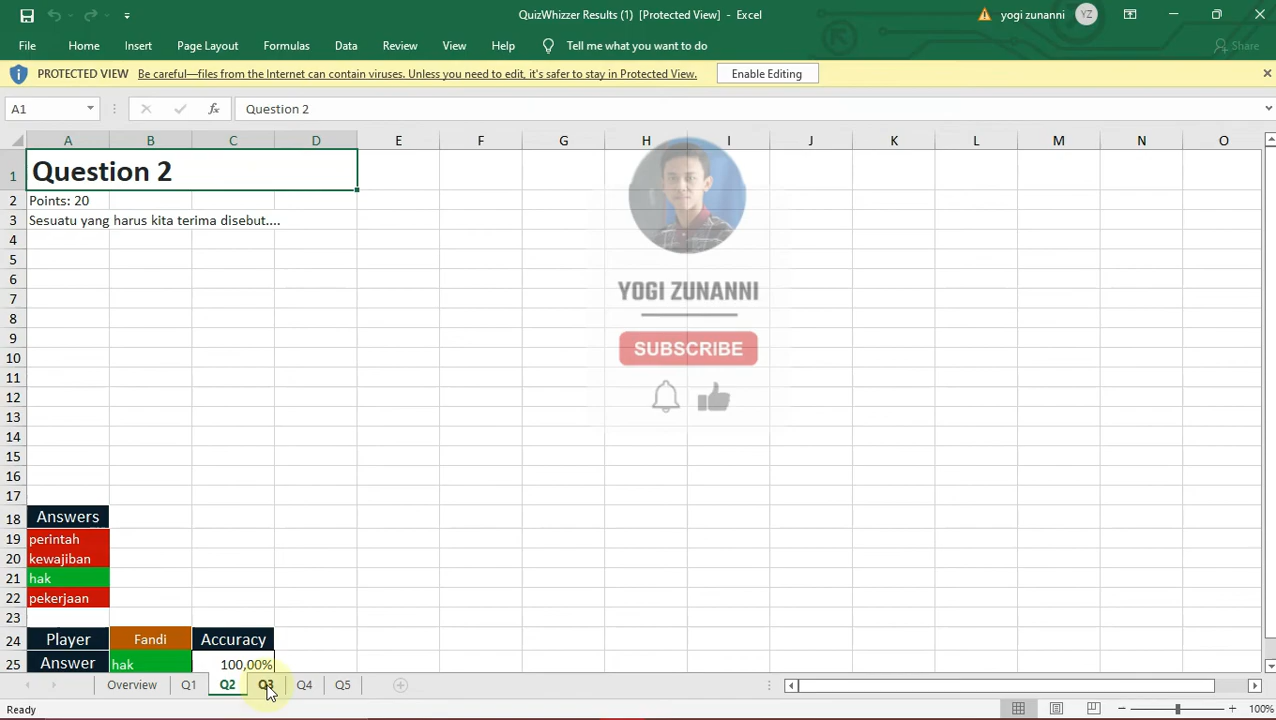 QuizWhizzer Results (1) [Protected View] - Excel
yogi zunanni
YZ
File Home Insert Page Layout Formulas Data Review View Help Tell me what you want to do
Share
PROTECTED VIEW Be careful—files from the Internet can contain viruses. Unless you need to edit, it's safer to stay in Protected View. Enable Editing
A1 fx Question 2
A B C D E F G H I J K L M N O
1 Question 2
2 Points: 20
3 Sesuatu yang harus kita terima disebut....
4
5
6
7
8
9
10
11
12
13
14
15
16
17
YOGI ZUNANNI
SUBSCRIBE
18 Answers
19 perintah
20 kewajiban
21 hak
22 pekerjaan
23
24 Player Fandi Accuracy
25 Answer hak 100,00%
Overview Q1 Q2 Q3 Q4 Q5
Ready
100%